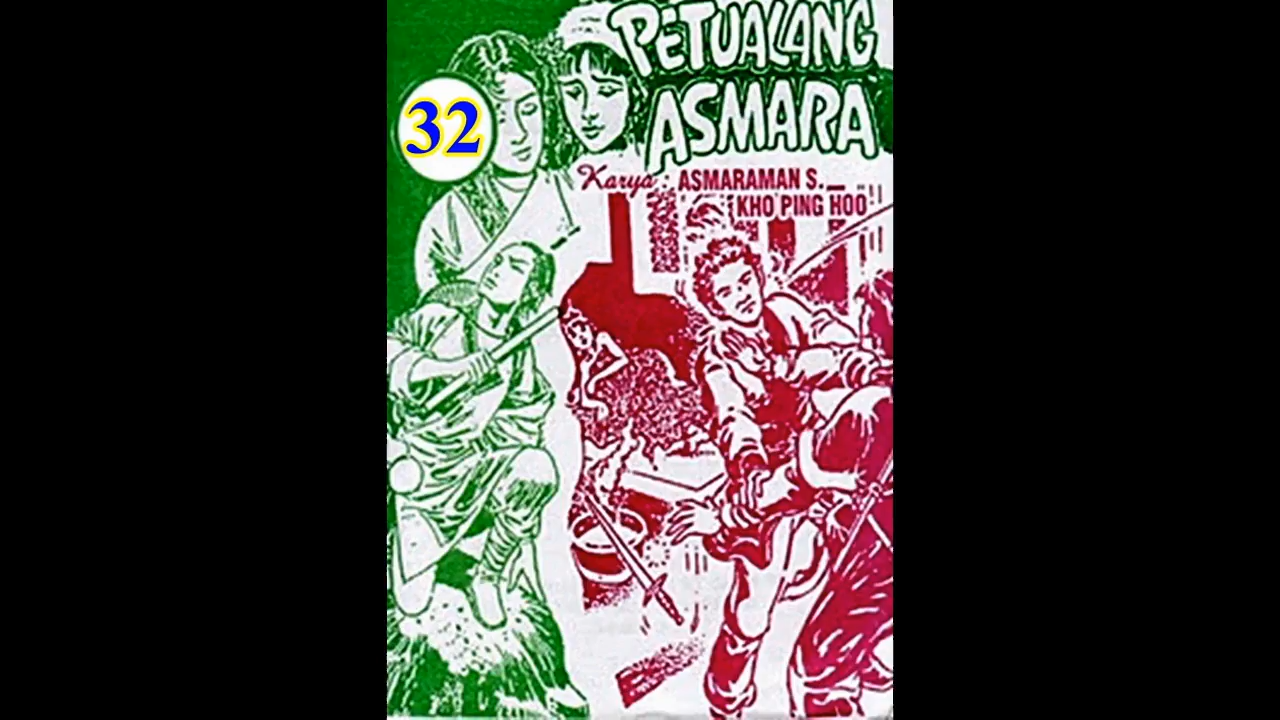 PETUALANG
ASMARA
32
Karya : ASMARAMAN S.
KHO PING HOO